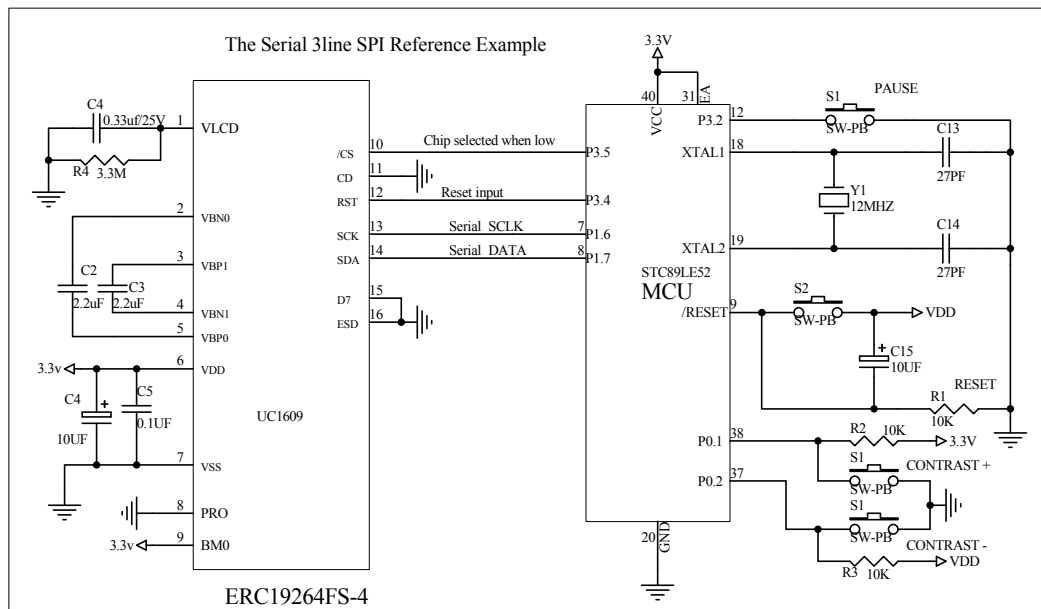 The Serial 3line SPI Reference Example
3.3V
C4
0.33uf/25V
1
VLCD
R4
3.3M
2
VBN0
3
VBP1
C2
2.2uF
C3
2.2uF
4
VBN1
5
VBP0
3.3v
6
VDD
C4
10UF
C5
0.1UF
7
VSS
8
PRO
3.3v
9
BM0
UC1609
ERC19264FS-4
/CS
10
Chip selected when low
CD
11
RST
12
Reset input
SCK
13
Serial SCLK
SDA
14
Serial DATA
D7
15
ESD
16
40
VCC
31
EA
P3.5
P3.4
7
P1.6
8
P1.7
STC89LE52
MCU
P3.2
12
S1
PAUSE
SW-PB
XTAL1
18
C13
27PF
Y1
12MHZ
XTAL2
19
C14
27PF
/RESET
9
S2
SW-PB
VDD
C15
10UF
RESET
R1
10K
P0.1
38
R2
10K
3.3V
S1
CONTRAST +
SW-PB
P0.2
37
S1
SW-PB
CONTRAST -
R3
10K
VDD
20
GND